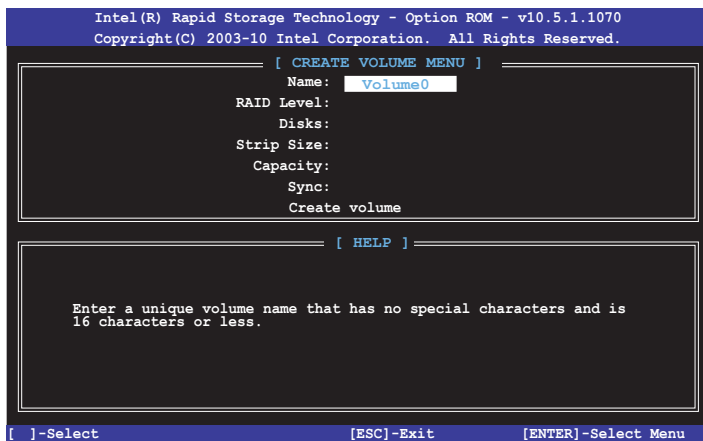 Intel(R) Rapid Storage Technology - Option ROM - v10.5.1.1070
Copyright(C) 2003-10 Intel Corporation. All Rights Reserved.
[ CREATE VOLUME MENU ]
Name: Volume0
RAID Level:
Disks:
Strip Size:
Capacity:
Sync:
Create volume
[ HELP ]
Enter a unique volume name that has no special characters and is
16 characters or less.
[ ]-Select [ESC]-Exit [ENTER]-Select Menu